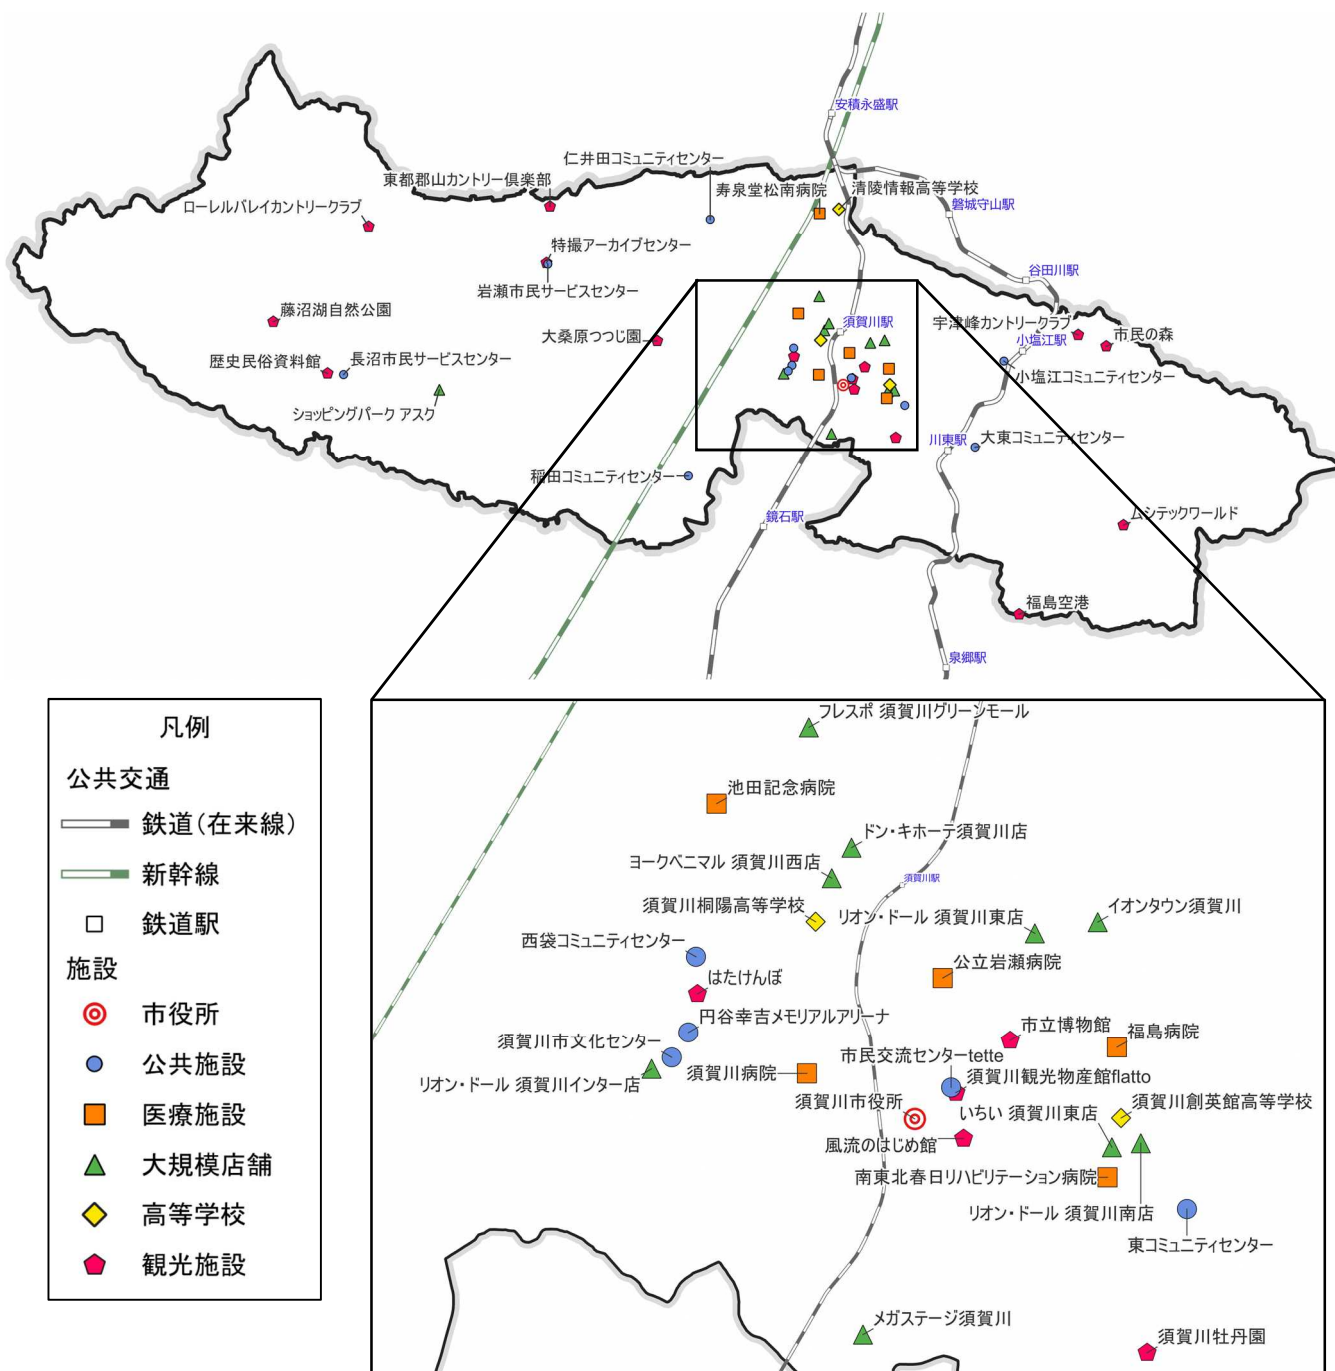 安積永盛駅
仁井田コミュニティセンター
東都郡山カントリー倶楽部
寿泉堂松南病院
清陵情報高等学校
ローレルバレイカントリークラブ
磐城守山駅
特撮アーカイブセンター
谷田川駅
岩瀬市民サービスセンター
藤沼湖自然公園
須賀川駅
宇津峰カントリークラブ
大桑原つつじ園
市民の森
小塩江駅
歴史民俗資料館
長沼市民サービスセンター
小塩江コミュニティセンター
ショッピングパーク アスク
川東駅
大東コミュニティセンター
稲田コミュニティセンター
鏡石駅
ムシテックワールド
福島空港
泉郷駅
凡例
公共交通
鉄道(在来線)
新幹線
鉄道駅
施設
市役所
公共施設
医療施設
大規模店舗
高等学校
観光施設
フレスポ 須賀川グリーンモール
池田記念病院
ドン・キホーテ須賀川店
ヨークベニマル 須賀川西店
須賀川駅
須賀川桐陽高等学校
リオン・ドール 須賀川東店
イオンタウン須賀川
西袋コミュニティセンター
公立岩瀬病院
はたけんぼ
円谷幸吉メモリアルアリーナ
市立博物館
福島病院
須賀川市文化センター
市民交流センターtette
リオン・ドール 須賀川インター店
須賀川病院
須賀川観光物産館flatto
須賀川市役所
いちい 須賀川東店
須賀川創英館高等学校
風流のはじめ館
南東北春日リハビリテーション病院
リオン・ドール 須賀川南店
東コミュニティセンター
メガステージ須賀川
須賀川牡丹園